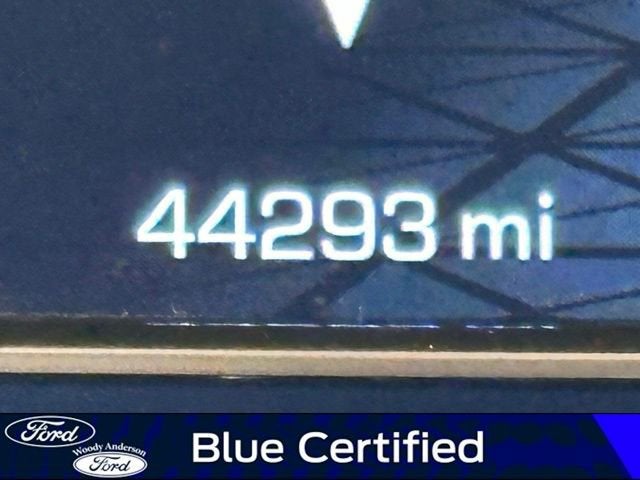 44293 mi
Ford
Woody Anderson
Ford
Blue Certified